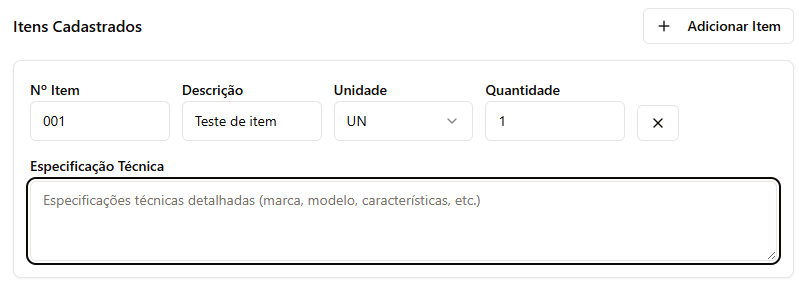 Itens Cadastrados
+ Adicionar Item
Nº Item
Descrição
Unidade
Quantidade
001
Teste de item
UN
1
Especificação Técnica
Especificações técnicas detalhadas (marca, modelo, características, etc.)